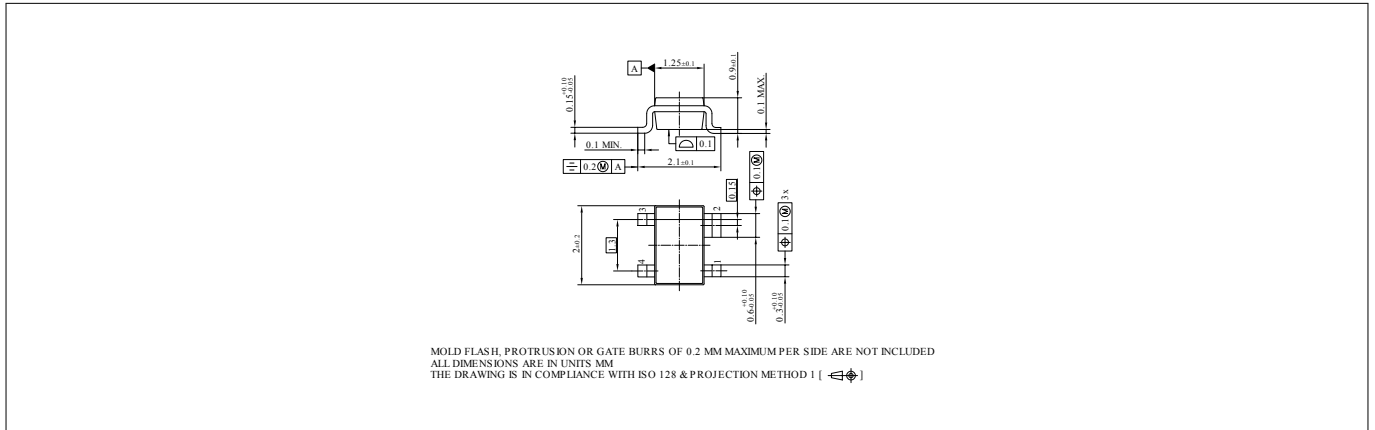 A
1.25±0.1
0.9±0.1
0.15 +0.10 -0.05
0.1 MAX.
0.1 MIN.
0.1
0.2Ⓜ A
2.1±0.1
0.1Ⓜ
0.15
0.1Ⓜ 3x
3
2
2±0.2
1.3
4
1
0.6 +0.10 -0.05
0.3 +0.10 -0.05
MOLD FLASH, PROTRUSION OR GATE BURRS OF 0.2 MM MAXIMUM PER SIDE ARE NOT INCLUDED
ALL DIMENSIONS ARE IN UNITS MM
THE DRAWING IS IN COMPLIANCE WITH ISO 128 & PROJECTION METHOD 1 [ ]